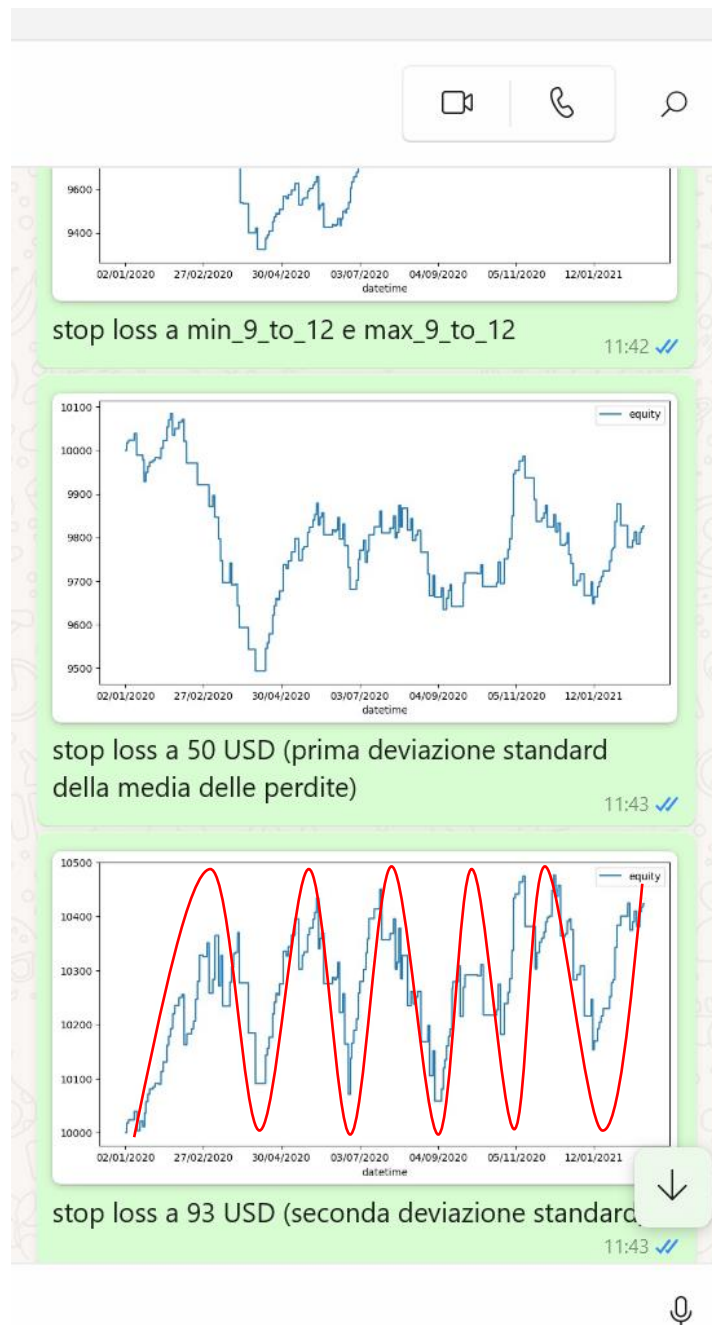 9600
9400
02/01/2020 27/02/2020 30/04/2020 03/07/2020 04/09/2020 05/11/2020 12/01/2021
datetime
stop loss a min_9_to_12 e max_9_to_12
11:42
equity
10100
10000
9900
9800
9700
9600
9500
02/01/2020 27/02/2020 30/04/2020 03/07/2020 04/09/2020 05/11/2020 12/01/2021
datetime
stop loss a 50 USD (prima deviazione standard
della media delle perdite)
11:43
equity
10500
10400
10300
10200
10100
10000
02/01/2020 27/02/2020 30/04/2020 03/07/2020 04/09/2020 05/11/2020 12/01/2021
datetime
stop loss a 93 USD (seconda deviazione standard
11:43